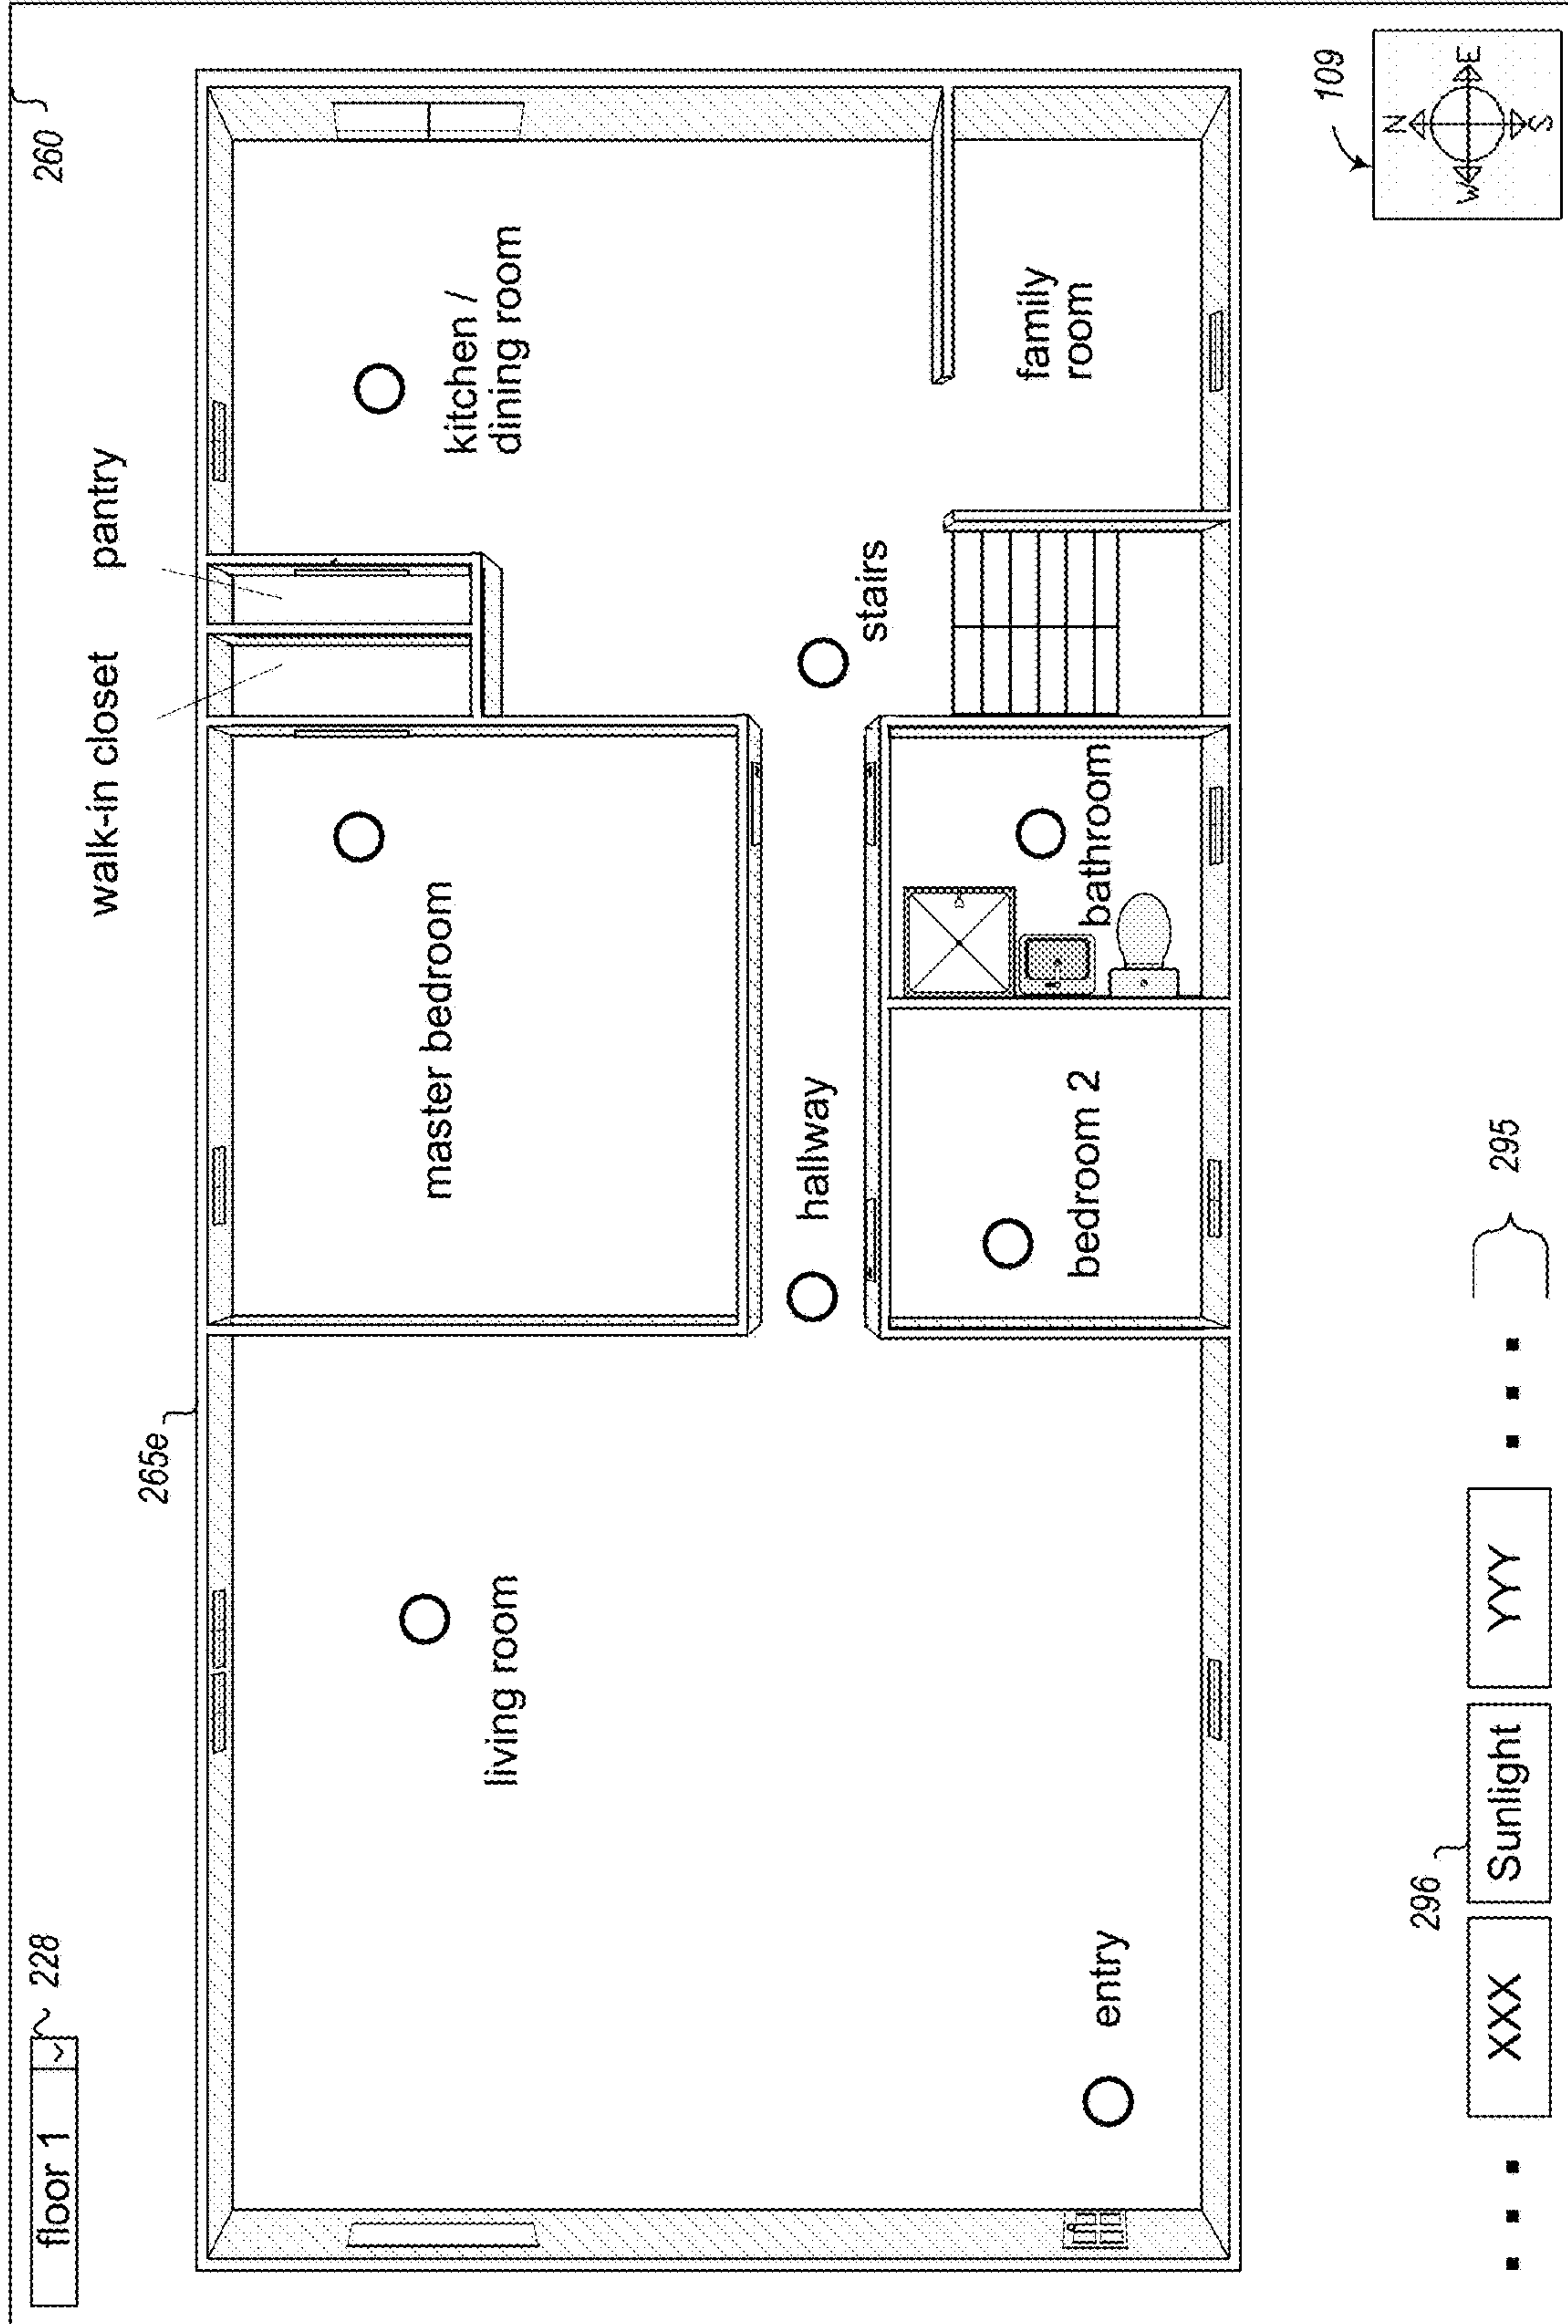 floor 1
228
260
walk-in closet
pantry
265e
living room
master bedroom
kitchen /
dining room
hallway
stairs
family
room
entry
bedroom 2
bathroom
109
N
W
E
S
296
XXX
Sunlight
YYY
295